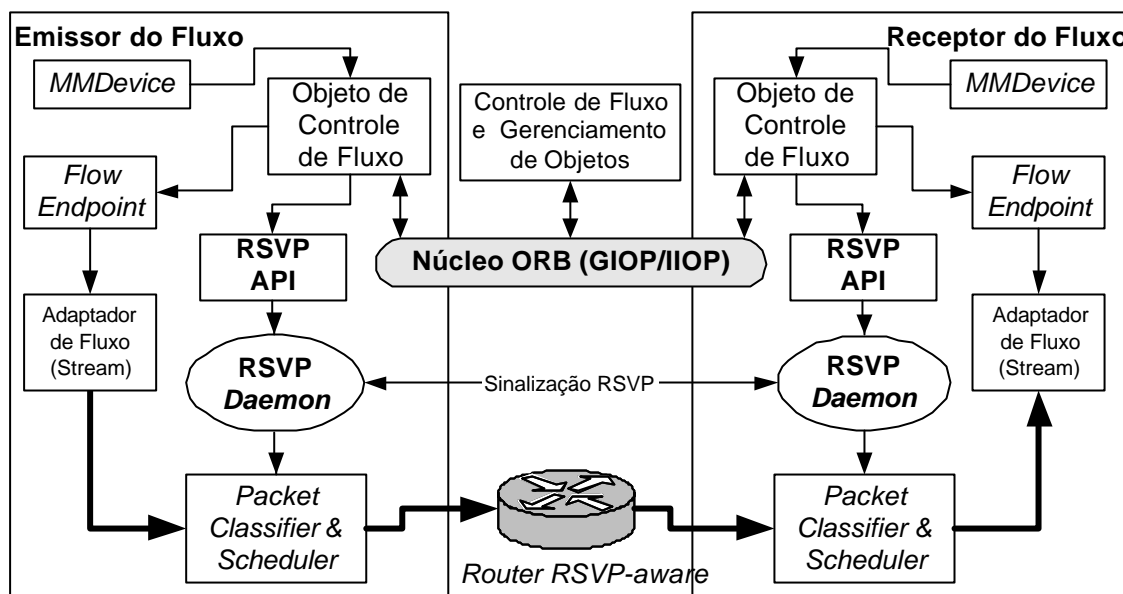 Emissor do Fluxo
MMDevice
Objeto de
Controle
de Fluxo
Flow
Endpoint
RSVP
API
Adaptador
de Fluxo
(Stream)
RSVP
Daemon
Packet
Classifier &
Scheduler
Controle de Fluxo
e Gerenciamento
de Objetos
Núcleo ORB (GIOP/IIOP)
Sinalização RSVP
Router RSVP-aware
Receptor do Fluxo
MMDevice
Objeto de
Controle
de Fluxo
Flow
Endpoint
RSVP
API
Adaptador
de Fluxo
(Stream)
RSVP
Daemon
Packet
Classifier &
Scheduler